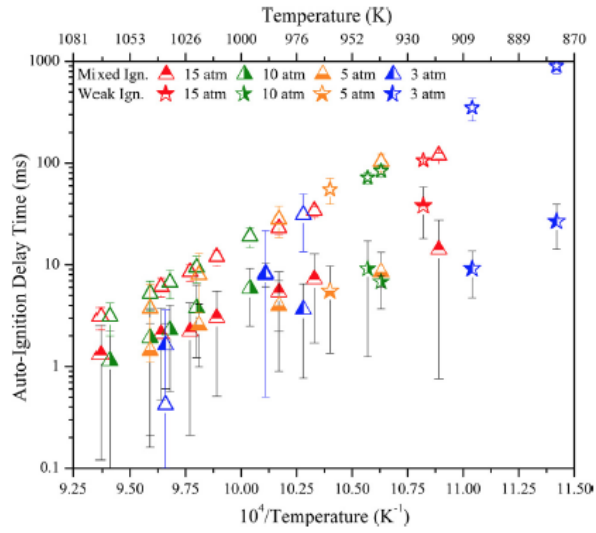 Temperature (K)
1081 1053 1026 1000 976 952 930 909 889 870
Mixed Ign. 15 atm 10 atm 5 atm 3 atm
Weak Ign. 15 atm 10 atm 5 atm 3 atm
Auto-Ignition Delay Time (ms)
1000
100
10
1
0.1
9.25 9.50 9.75 10.00 10.25 10.50 10.75 11.00 11.25 11.50
10⁴/Temperature (K⁻¹)